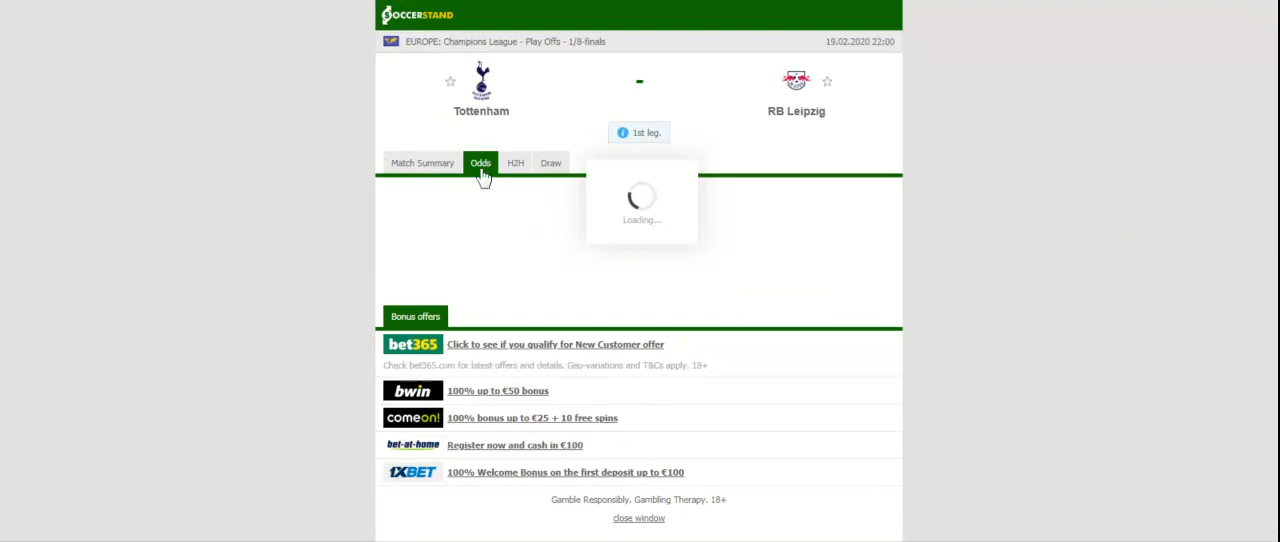 SOCCERSTAND
EUROPE: Champions League - Play Offs - 1/8-finals 19.02.2020 22:00
-
Tottenham RB Leipzig
1st leg.
Match Summary Odds H2H Draw
Loading...
Bonus offers
bet365 Click to see if you qualify for New Customer offer
Check bet365.com for latest offers and details. Geo-variations and T&Cs apply. 18+
bwin 100% up to €50 bonus
comeon! 100% bonus up to €25 + 10 free spins
bet-at-home Register now and cash in €100
1XBET 100% Welcome Bonus on the first deposit up to €100
Gamble Responsibly. Gambling Therapy. 18+
close window